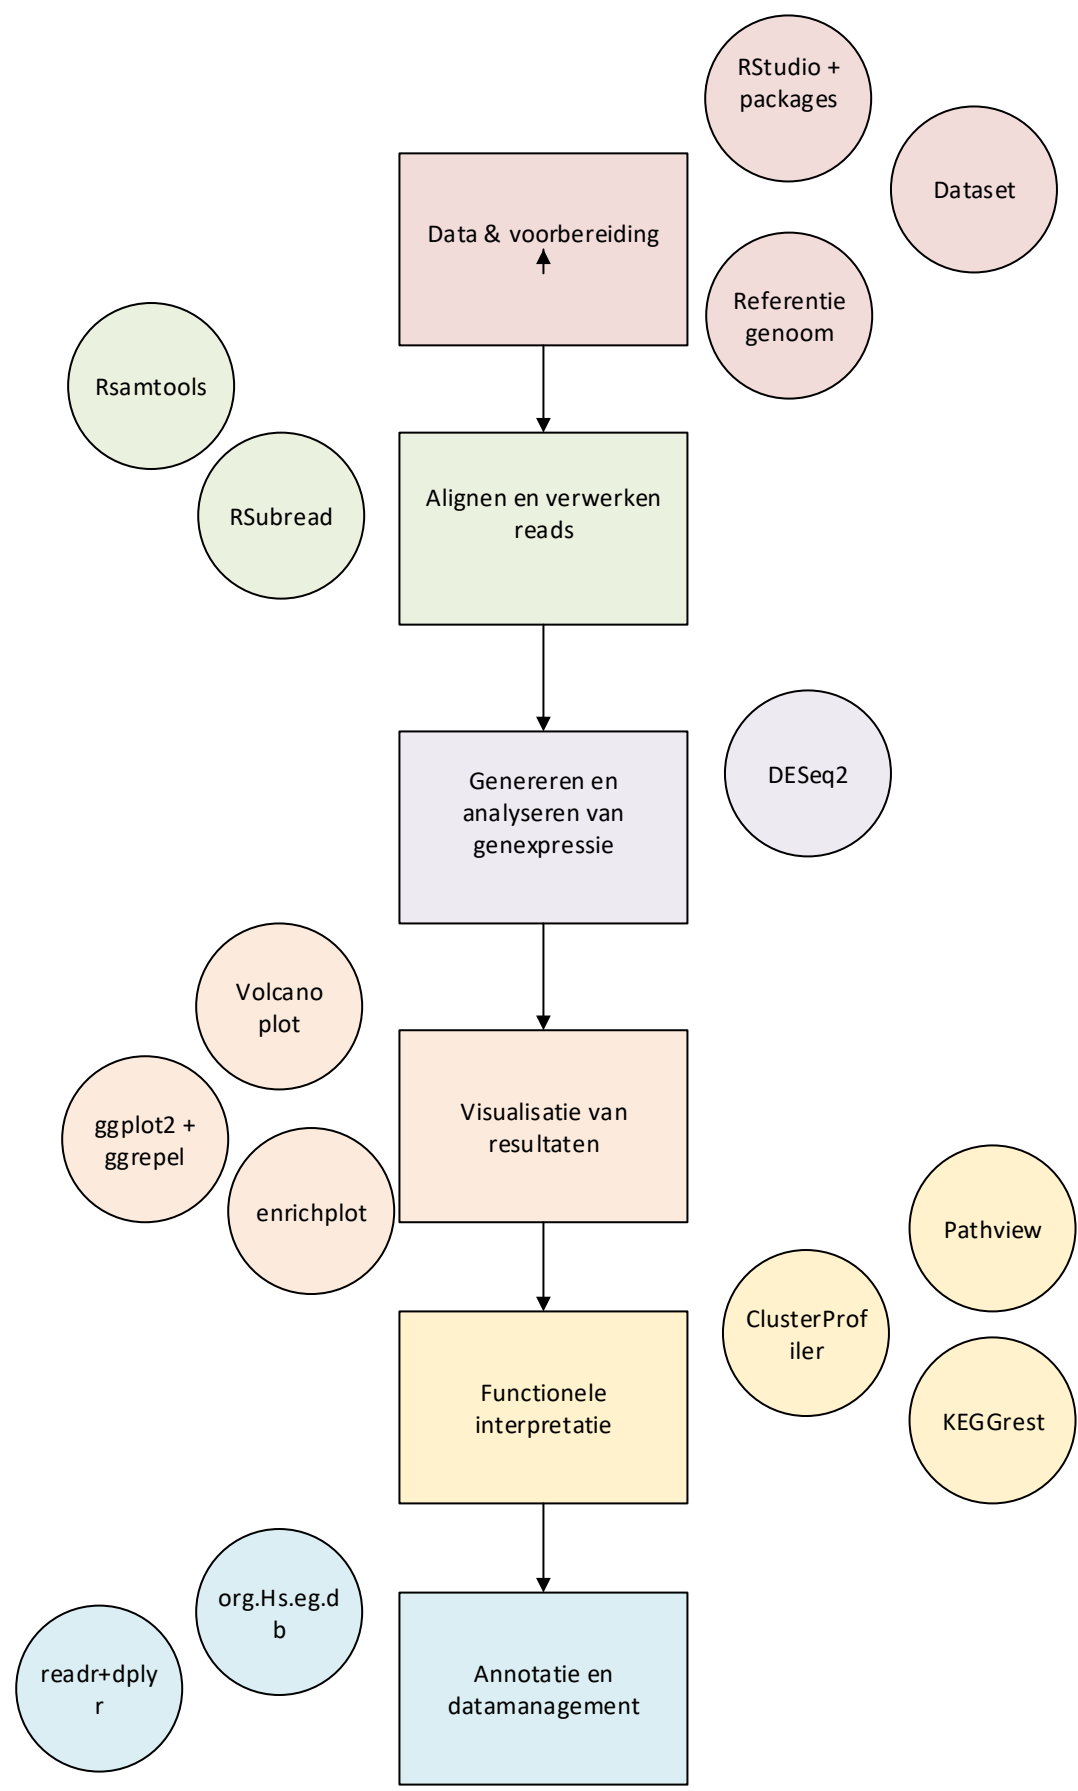 RStudio +
packages
Dataset
Data & voorbereiding
Referentie
genoom
Rsamtools
RSubread
Alignen en verwerken
reads
Genereren en
analyseren van
genexpressie
DESeq2
Volcano
plot
ggplot2 +
ggrepel
enrichplot
Visualisatie van
resultaten
Pathview
ClusterProf
iler
KEGGrest
Functionele
interpretatie
org.Hs.eg.d
b
readr+dply
r
Annotatie en
datamanagement